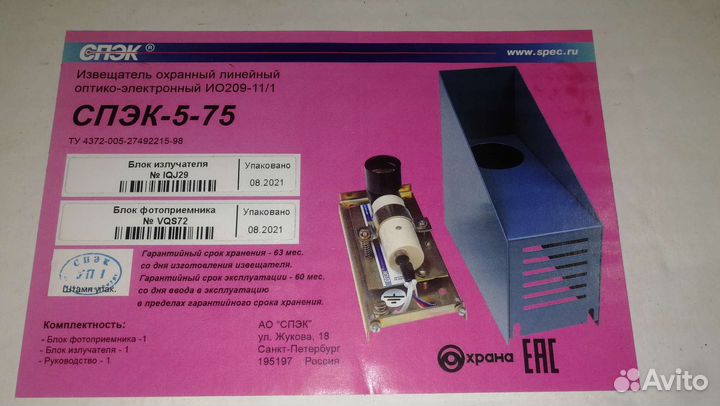 СПЭК®
www.spec.ru
Извещатель охранный линейный
оптико-электронный ИО209-11/1
СПЭК-5-75
ТУ 4372-005-27492215-98
Блок излучателя
№ IQJ29
Упаковано
08.2021
Блок фотоприемника
№ VQS72
Упаковано
08.2021
СПЭК
УП 1
Штамп упак.
Гарантийный срок хранения - 63 мес.
со дня изготовления извещателя.
Гарантийный срок эксплуатации - 60 мес.
со дня ввода в эксплуатацию
в пределах гарантийного срока хранения.
Комплектность:
- Блок фотоприемника -1
- Блок излучателя - 1
- Руководство - 1
АО "СПЭК"
ул. Жукова, 18
Санкт-Петербург
195197 Россия
Охрана
ЕАС
Avito